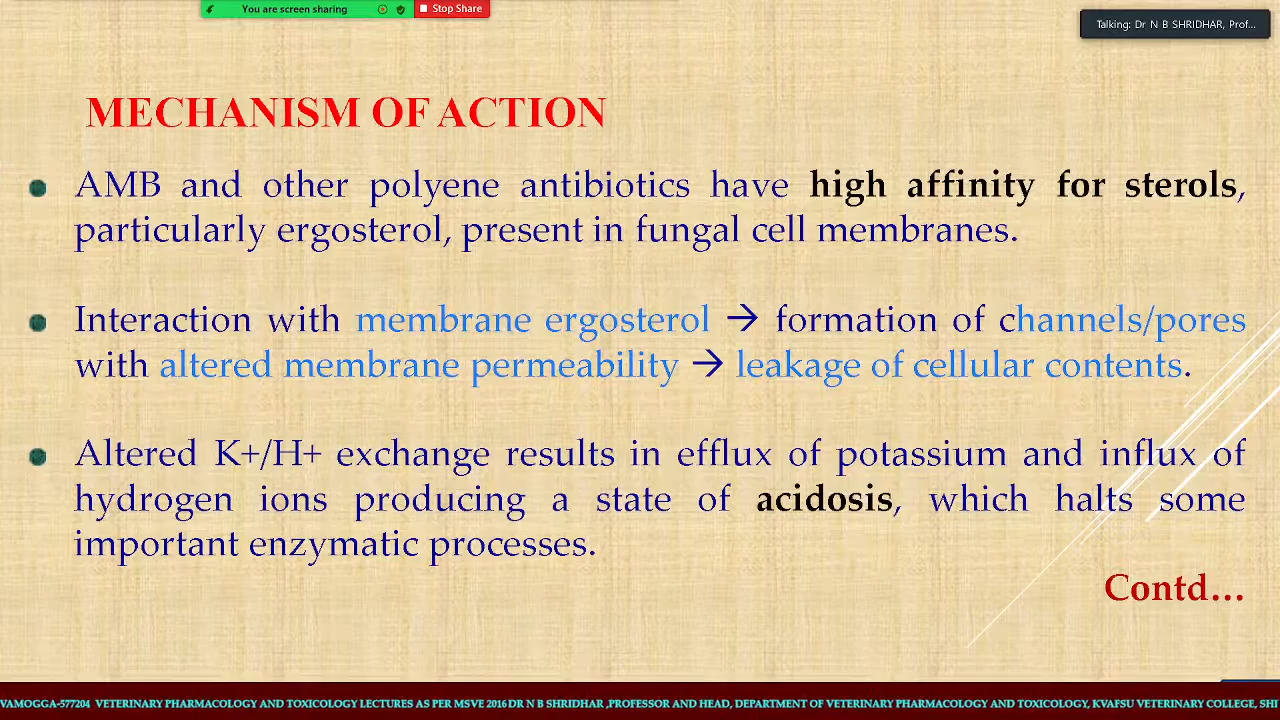 You are screen sharing
Stop Share
Talking: Dr N B SHRIDHAR, Prof...
MECHANISM OF ACTION
AMB and other polyene antibiotics have high affinity for sterols,
particularly ergosterol, present in fungal cell membranes.
Interaction with membrane ergosterol → formation of channels/pores
with altered membrane permeability → leakage of cellular contents.
Altered K+/H+ exchange results in efflux of potassium and influx of
hydrogen ions producing a state of acidosis, which halts some
important enzymatic processes.
Contd...
VAMOGGA-577204 VETERINARY PHARMACOLOGY AND TOXICOLOGY LECTURES AS PER MSVE 2016 DR N B SHRIDHAR ,PROFESSOR AND HEAD, DEPARTMENT OF VETERINARY PHARMACOLOGY AND TOXICOLOGY, KVAFSU VETERINARY COLLEGE, SHI